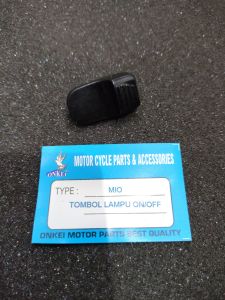 MOTOR CYCLE PARTS & ACCESSORIES
ONKEI
TYPE : MIO
TOMBOL LAMPU ON/OFF
ONKEI MOTOR PARTS BEST QUALITY